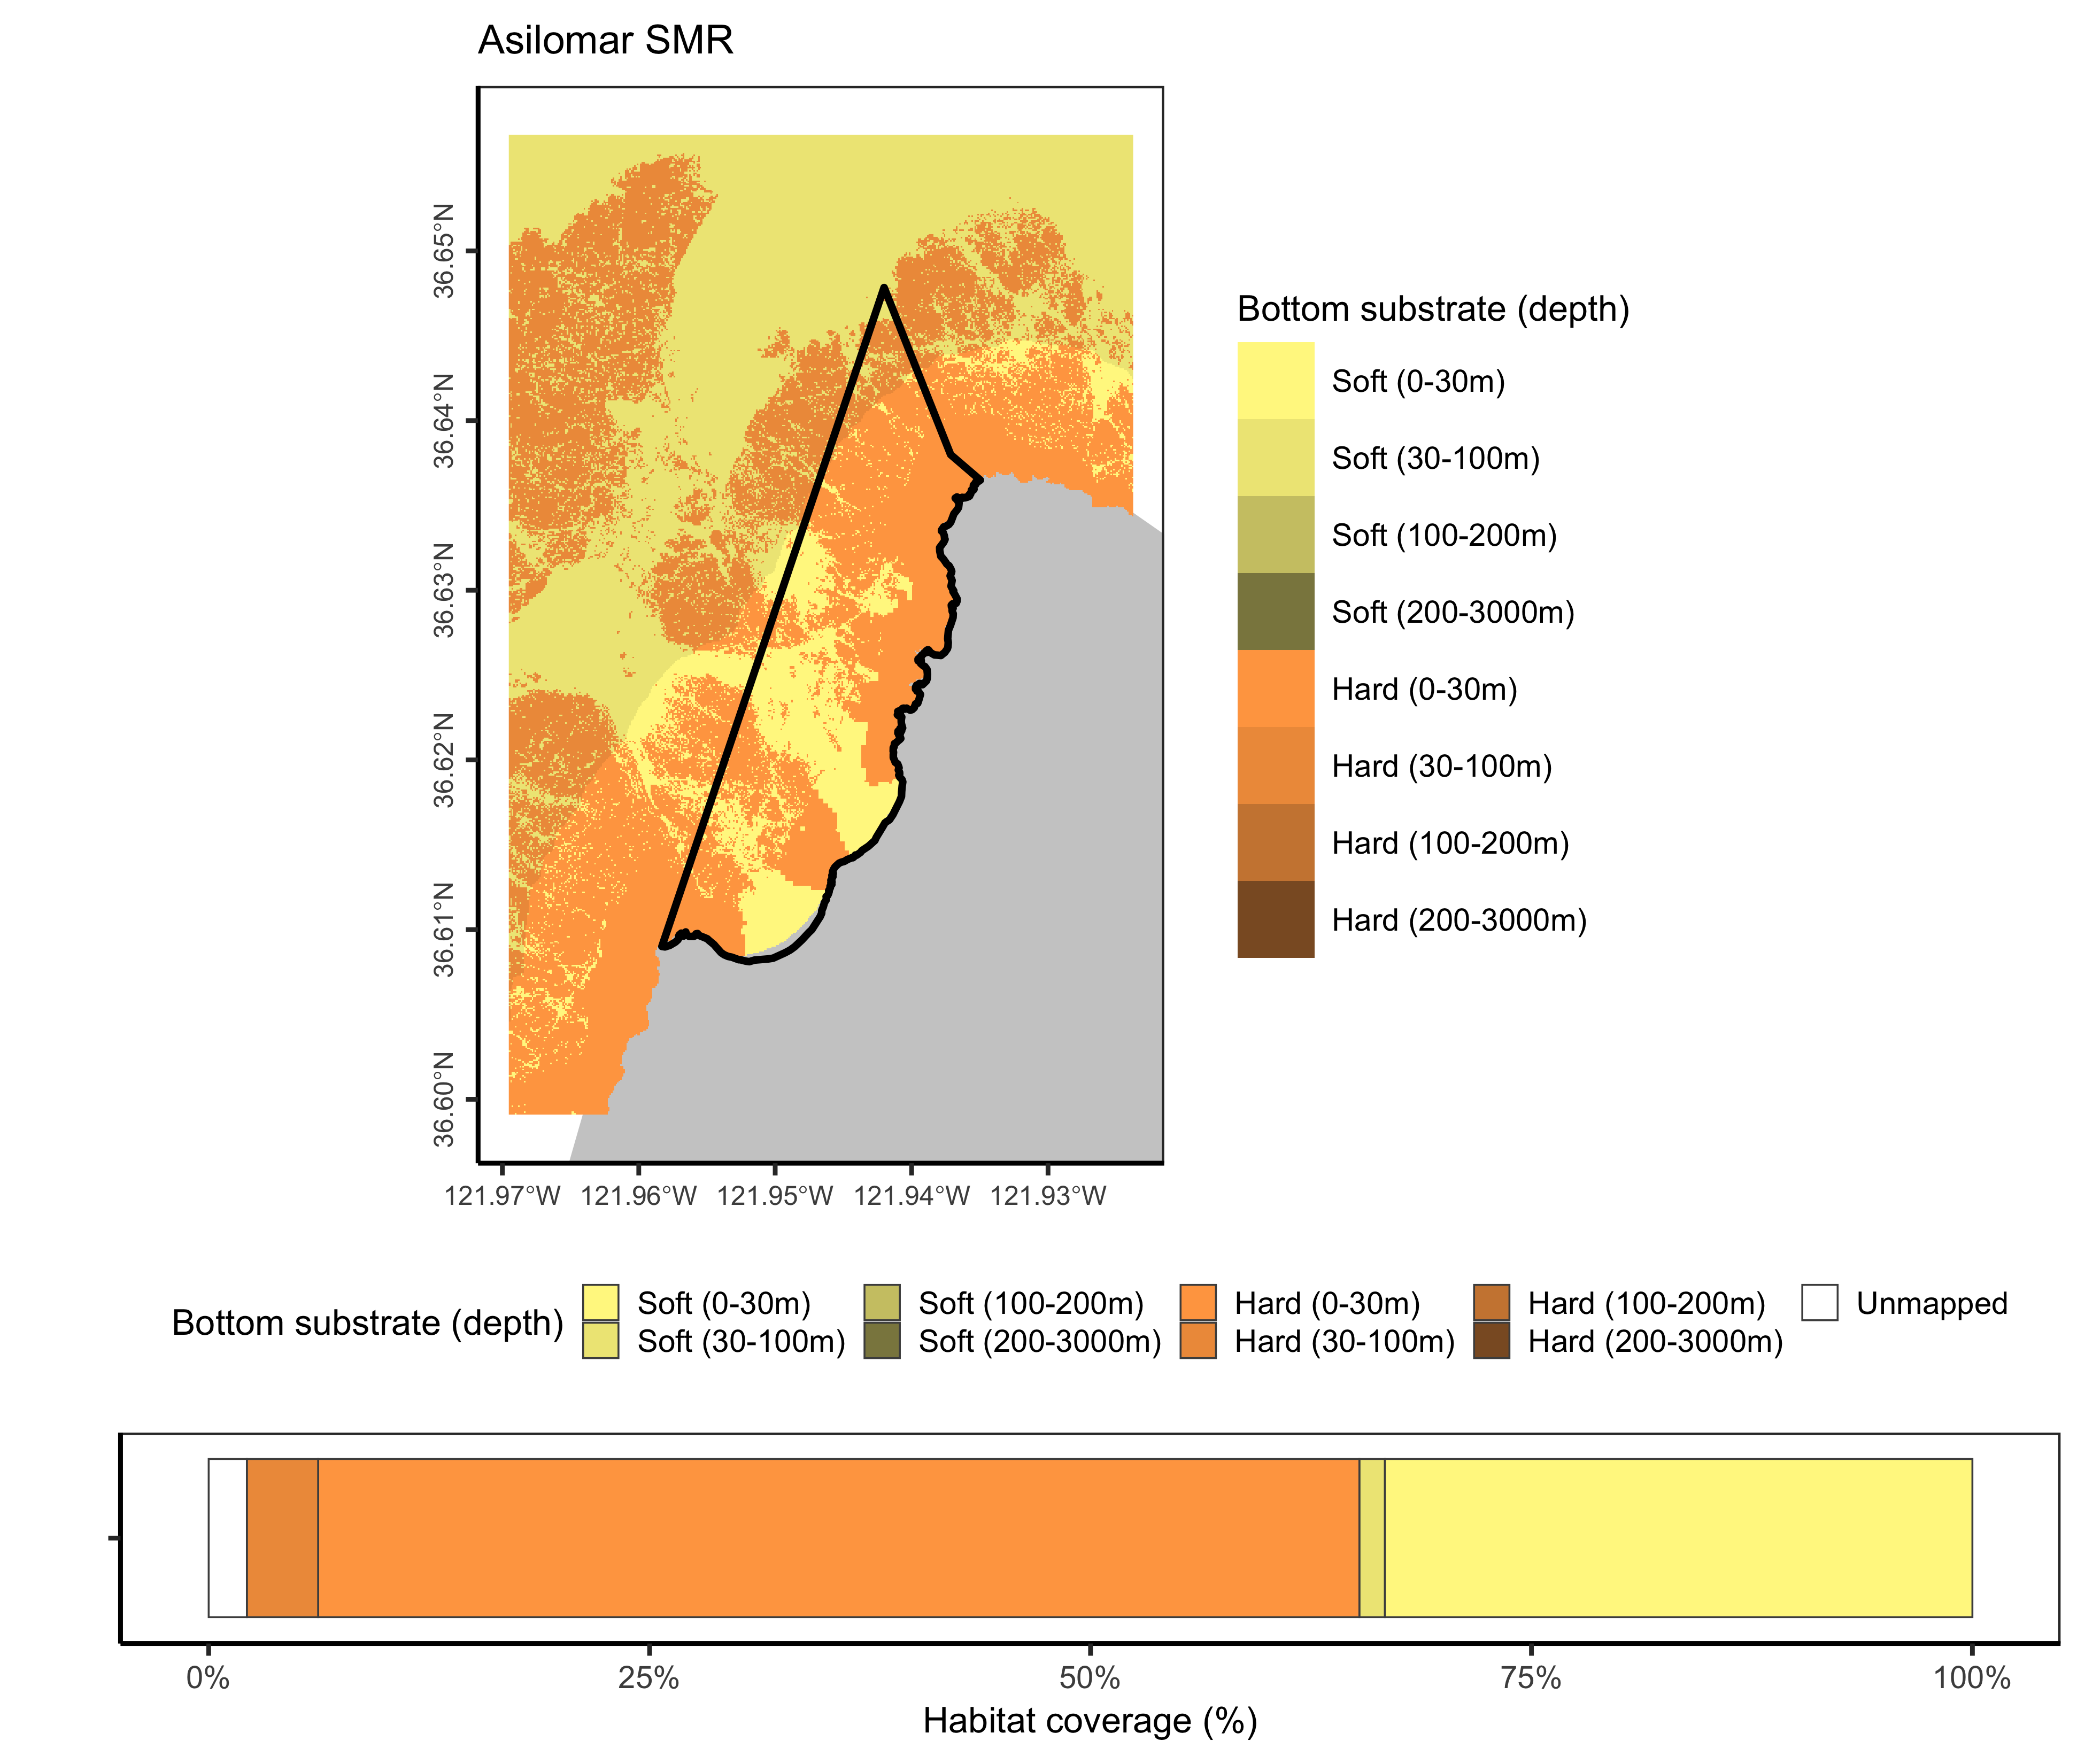 Asilomar SMR
36.65°N
36.64°N
36.63°N
36.62°N
36.61°N
36.60°N
121.97°W 121.96°W 121.95°W 121.94°W 121.93°W
Bottom substrate (depth)
Soft (0-30m)
Soft (30-100m)
Soft (100-200m)
Soft (200-3000m)
Hard (0-30m)
Hard (30-100m)
Hard (100-200m)
Hard (200-3000m)
Bottom substrate (depth)
Soft (0-30m) Soft (100-200m) Hard (0-30m) Hard (100-200m) Unmapped
Soft (30-100m) Soft (200-3000m) Hard (30-100m) Hard (200-3000m)
0% 25% 50% 75% 100%
Habitat coverage (%)